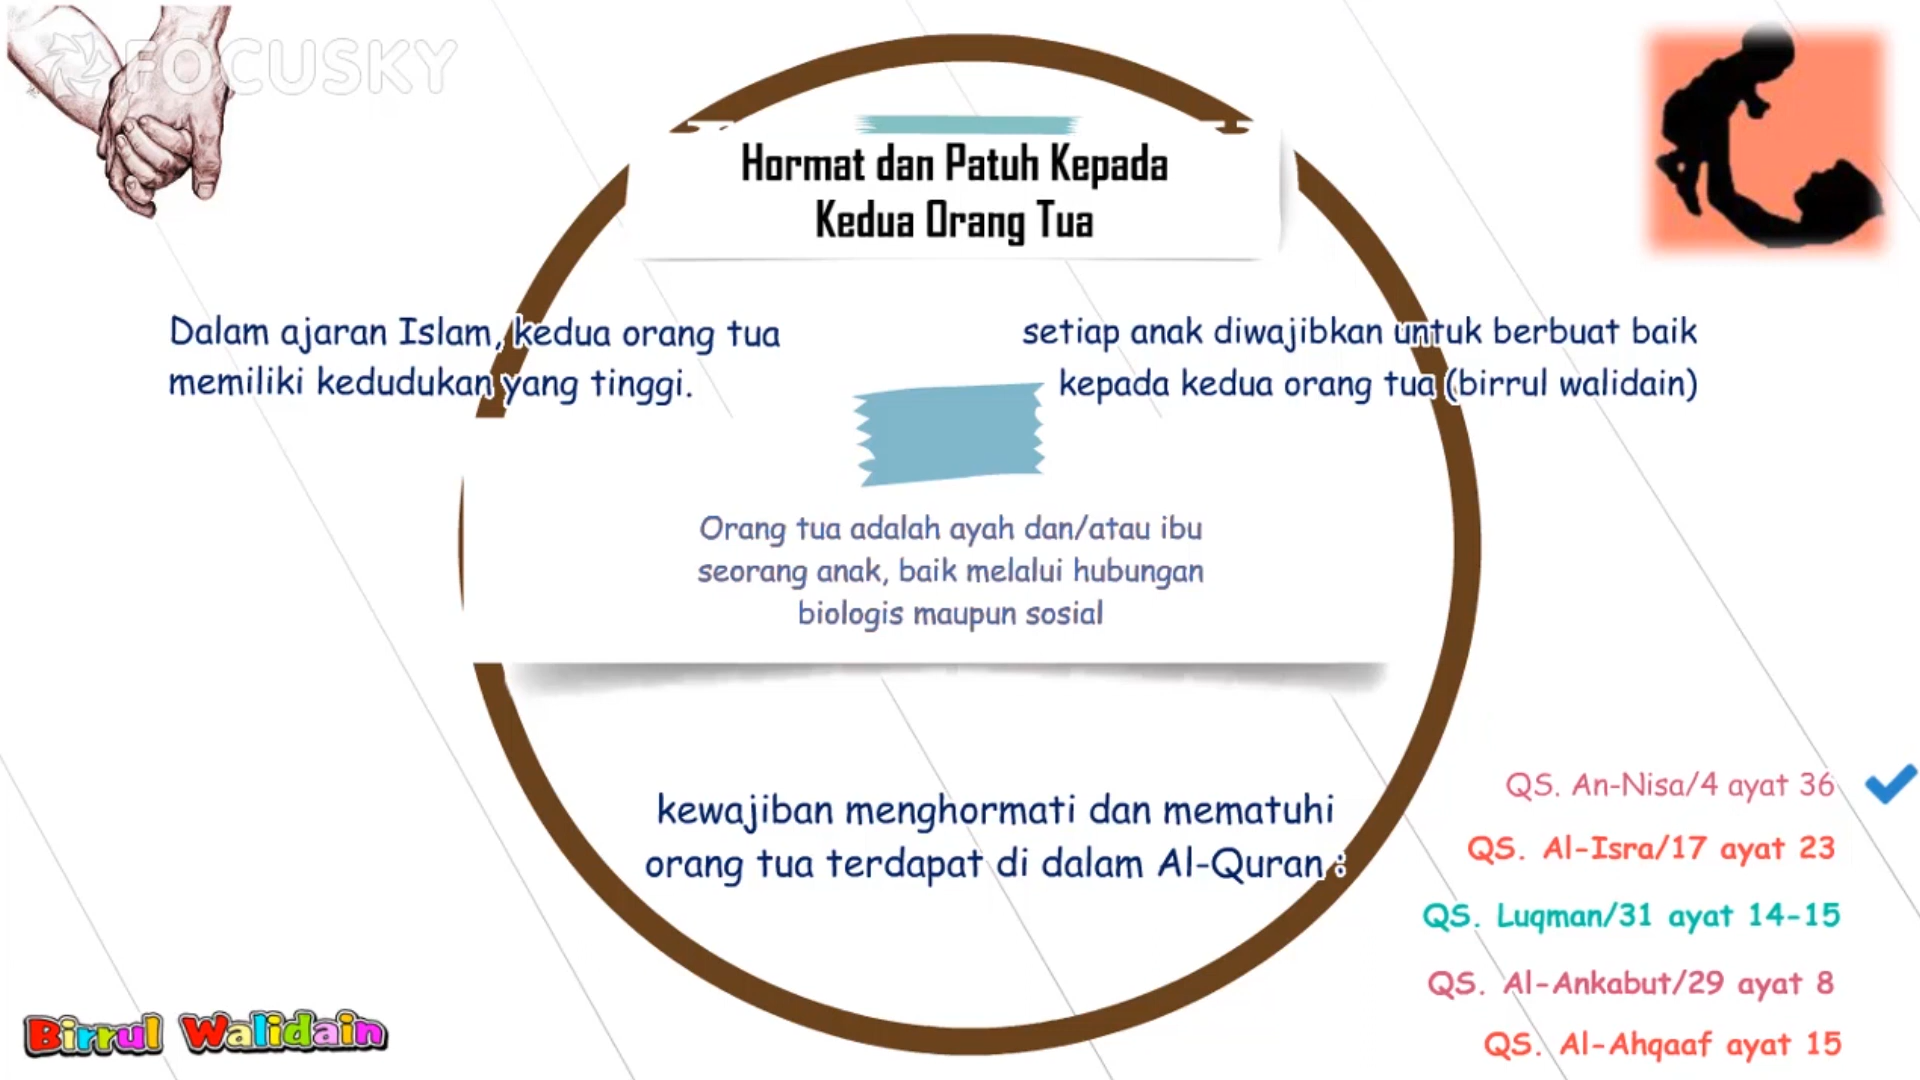 FOCUSKY
Hormat dan Patuh Kepada
Kedua Orang Tua
Dalam ajaran Islam, kedua orang tua
memiliki kedudukan yang tinggi.
setiap anak diwajibkan untuk berbuat baik
kepada kedua orang tua (birrul walidain)
Orang tua adalah ayah dan/atau ibu
seorang anak, baik melalui hubungan
biologis maupun sosial
kewajiban menghormati dan mematuhi
orang tua terdapat di dalam Al-Quran :
QS. An-Nisa/4 ayat 36
QS. Al-Isra/17 ayat 23
QS. Luqman/31 ayat 14-15
QS. Al-Ankabut/29 ayat 8
QS. Al-Ahqaaf ayat 15
Birrul Walidain